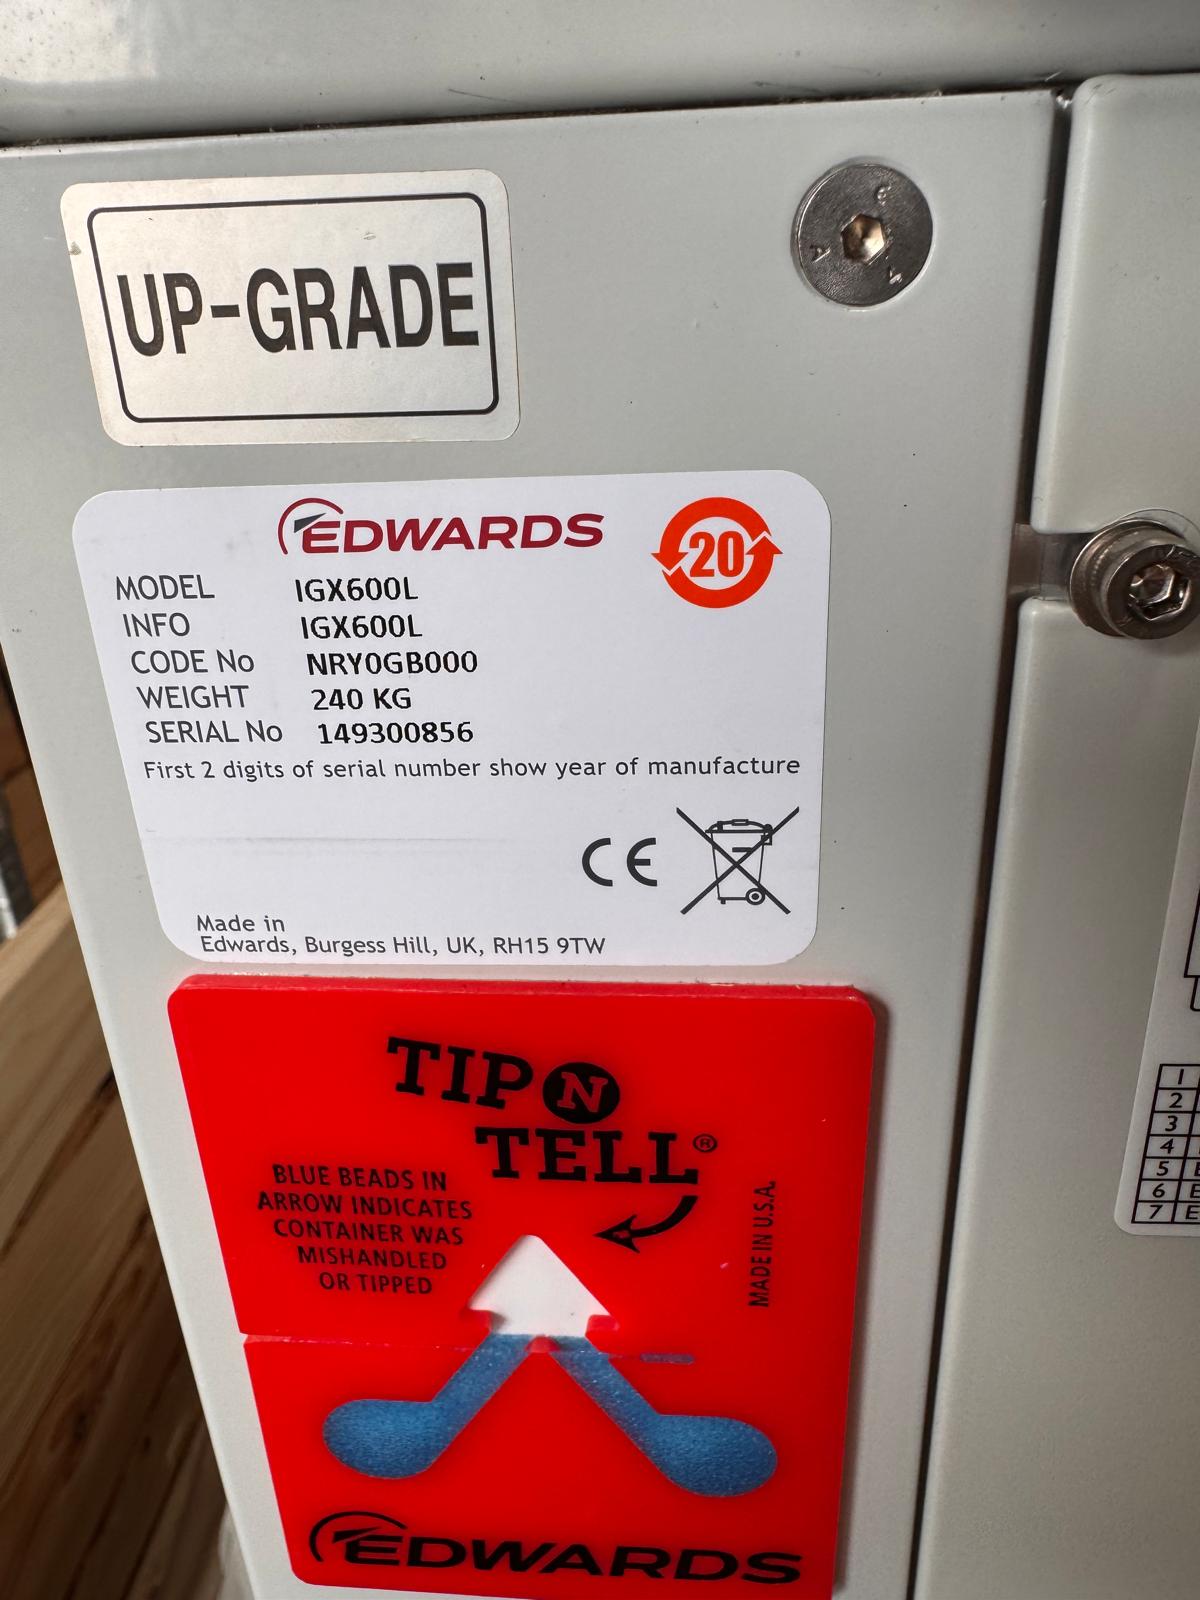 UP-GRADE
EDWARDS
20
MODEL IGX600L
INFO IGX600L
CODE No NRY0GB000
WEIGHT 240 KG
SERIAL No 149300856
First 2 digits of serial number show year of manufacture
CE
Made in
Edwards, Burgess Hill, UK, RH15 9TW
TIP N
TELL®
BLUE BEADS IN
ARROW INDICATES
CONTAINER WAS
MISHANDLED
OR TIPPED
MADE IN U.S.A.
EDWARDS
1
2
3
4
5 E
6 E
7 E